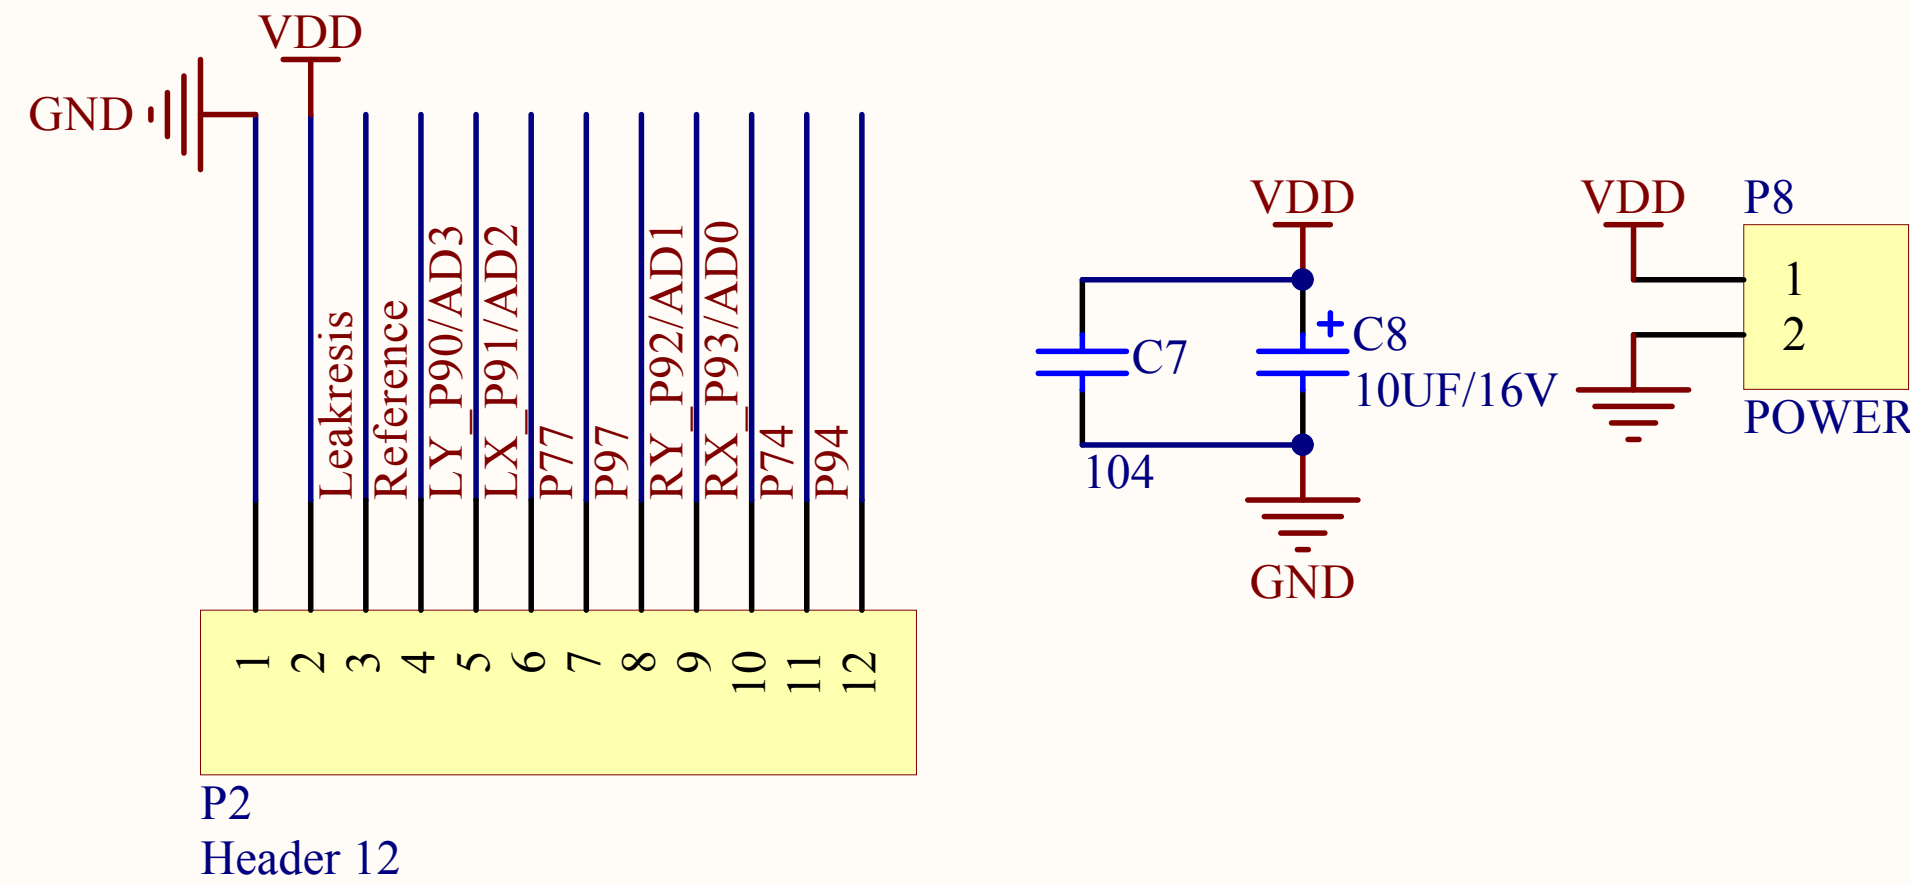 VDD
GND
Leakresis
Reference
LY_P90/AD3
LX_P91/AD2
P77
P97
RY_P92/AD1
RX_P93/AD0
P74
P94
1
2
3
4
5
6
7
8
9
10
11
12
P2
Header 12
VDD
C7
104
+
C8
10UF/16V
GND
VDD
P8
1
2
POWER